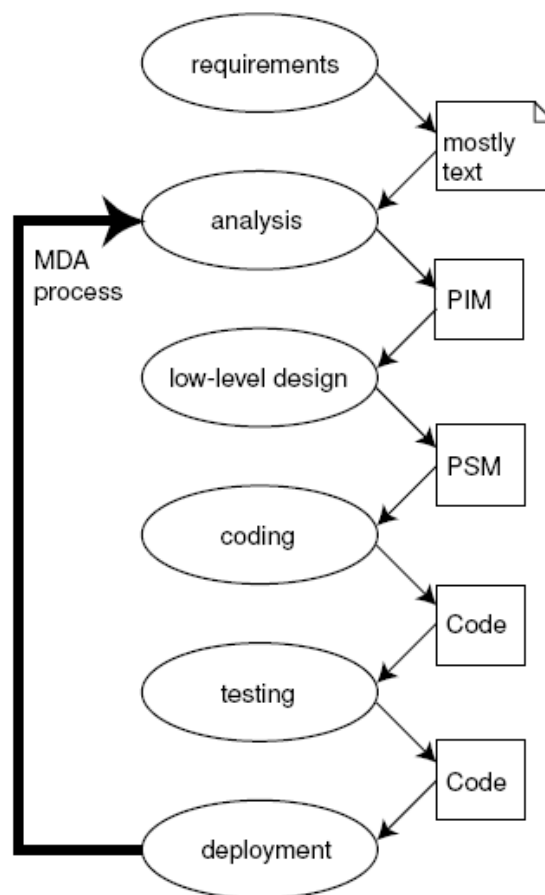 requirements
mostly
text
analysis
MDA
process
PIM
low-level design
PSM
coding
Code
testing
Code
deployment